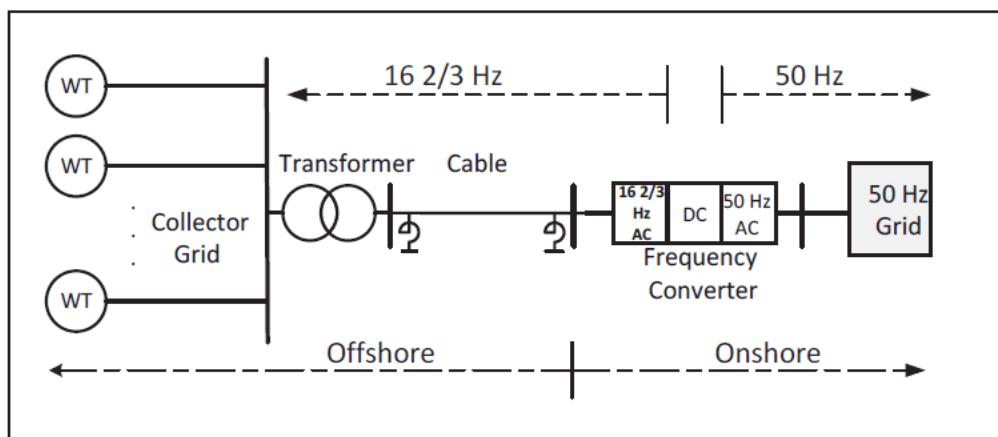 WT
16 2/3 Hz
50 Hz
WT
Transformer
Cable
Collector
Grid
16 2/3
Hz
AC
DC
50 Hz
AC
50 Hz
Grid
Frequency
Converter
WT
Offshore
Onshore